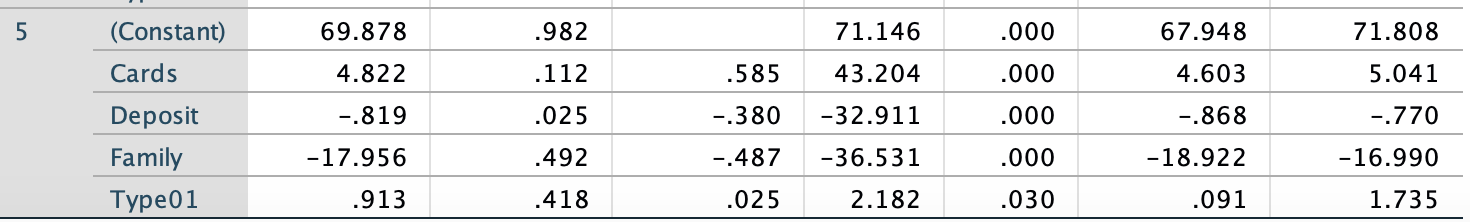 5 (Constant) 69.878 .982 71.146 .000 67.948 71.808
Cards 4.822 .112 .585 43.204 .000 4.603 5.041
Deposit -.819 .025 -.380 -32.911 .000 -.868 -.770
Family -17.956 .492 -.487 -36.531 .000 -18.922 -16.990
Type01 .913 .418 .025 2.182 .030 .091 1.735